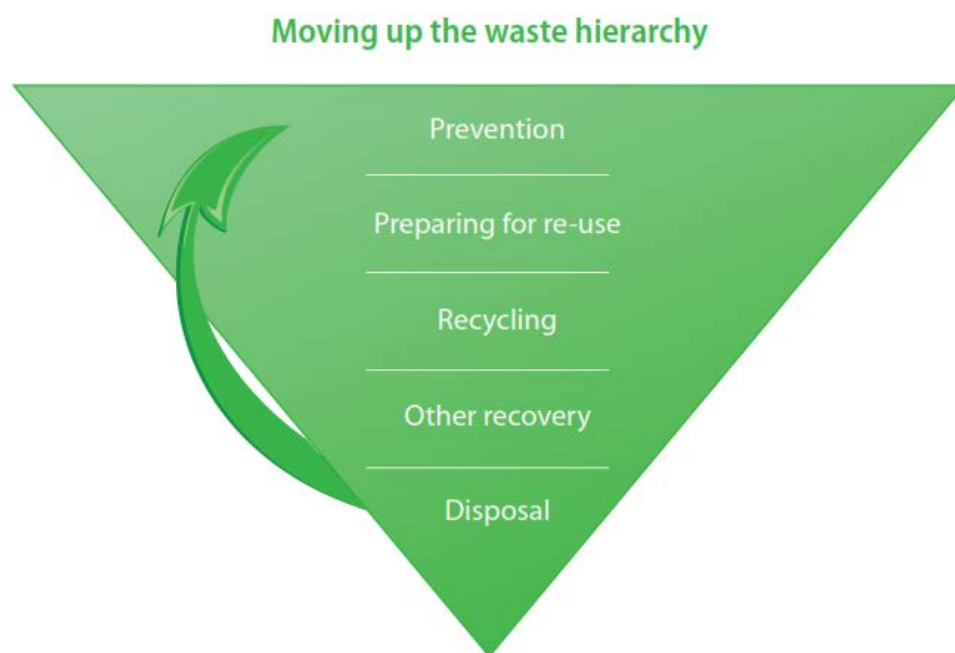 Moving up the waste hierarchy
Prevention
Preparing for re-use
Recycling
Other recovery
Disposal